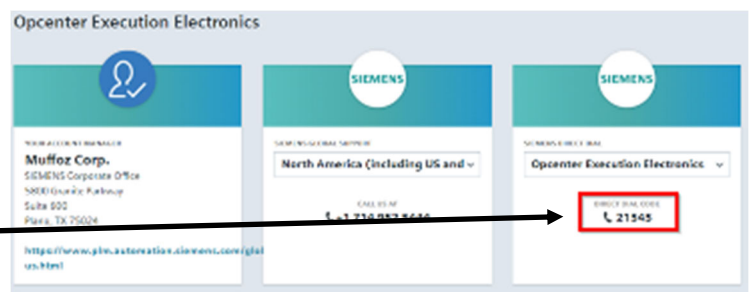 Opcenter Execution Electronics
YOUR ACCOUNT MANAGER
Muffoz Corp.
SIEMENS Corporate Office
5800 Granite Parkway
Suite 600
Plano, TX 75024
https://www.plm.automation.siemens.com/glo
us.html
SIEMENS
SIEMENS GLOBAL SUPPORT
North America (including US and
CALL US AT
SIEMENS
SIEMENS DIRECT DIAL
Opcenter Execution Electronics
DIRECT DIAL CODE
21545